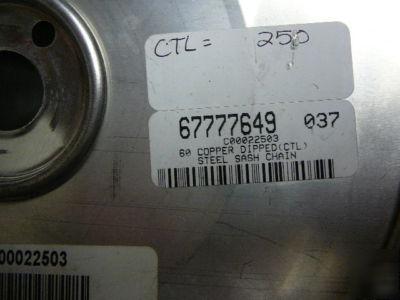 CTL = 250
67777649 037
C00022503
60 COPPER DIPPED(CTL)
STEEL SASH CHAIN
00022503